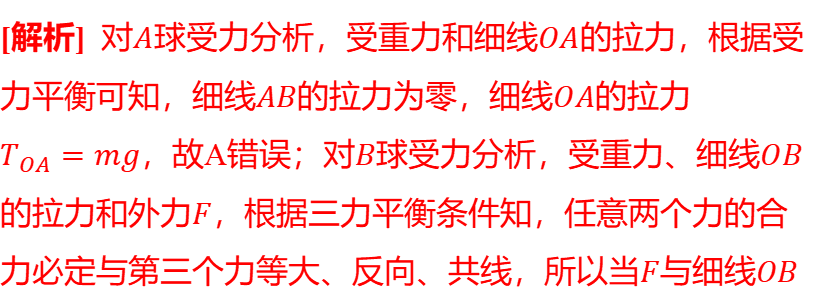 [解析] 对A球受力分析，受重力和细线OA的拉力，根据受
力平衡可知，细线AB的拉力为零，细线OA的拉力
T_{OA} = mg，故A错误；对B球受力分析，受重力、细线OB
的拉力和外力F，根据三力平衡条件知，任意两个力的合
力必定与第三个力等大、反向、共线，所以当F与细线OB